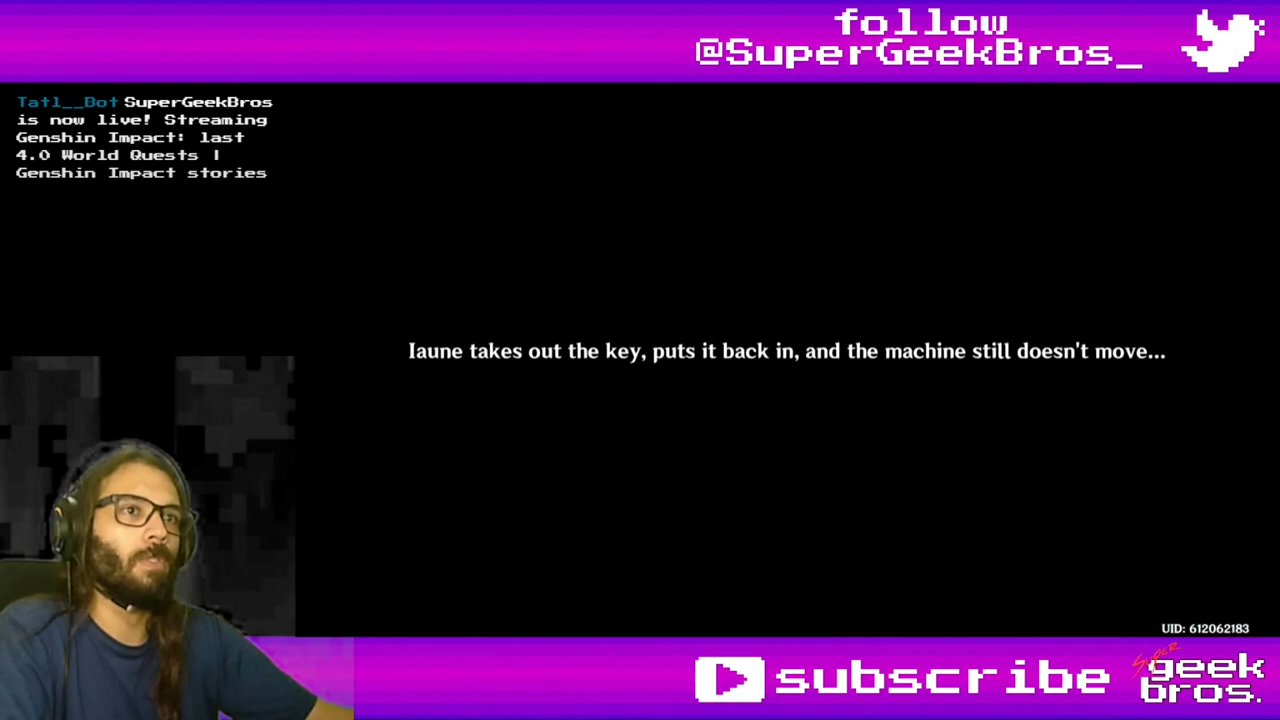 follow
@SuperGeekBros_
Tatl__Bot SuperGeekBros
is now live! Streaming
Genshin Impact: last
4.0 World Quests |
Genshin Impact stories
Iaune takes out the key, puts it back in, and the machine still doesn't move...
UID: 612062183
subscribe
super
geek
bros.